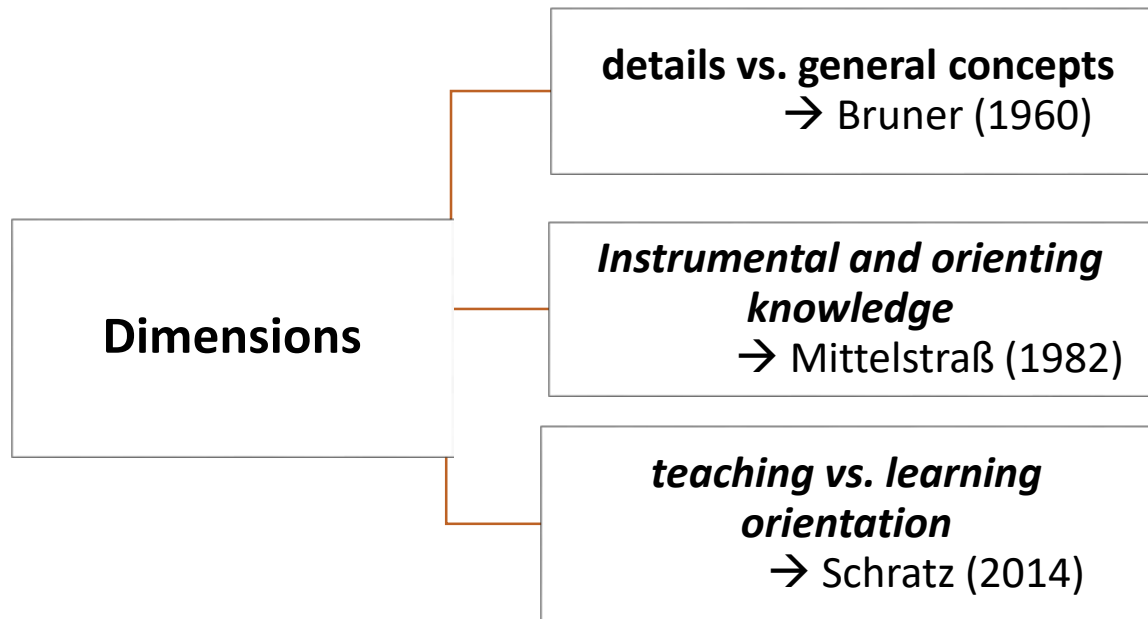 Dimensions
details vs. general concepts
→ Bruner (1960)
Instrumental and orienting
knowledge
→ Mittelstraß (1982)
teaching vs. learning
orientation
→ Schratz (2014)